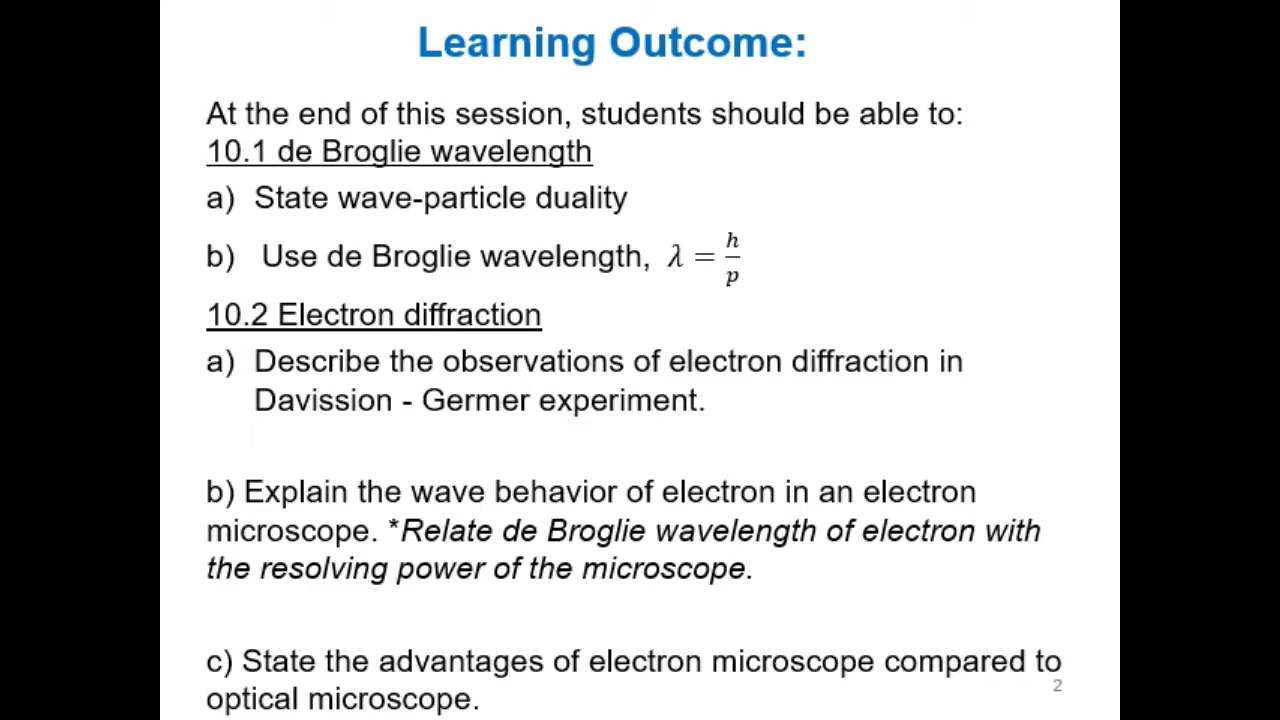 Learning Outcome:
At the end of this session, students should be able to:
10.1 de Broglie wavelength
a) State wave-particle duality
b) Use de Broglie wavelength, λ = h/p
10.2 Electron diffraction
a) Describe the observations of electron diffraction in
Davission - Germer experiment.
b) Explain the wave behavior of electron in an electron
microscope. *Relate de Broglie wavelength of electron with
the resolving power of the microscope.
c) State the advantages of electron microscope compared to
optical microscope.
2